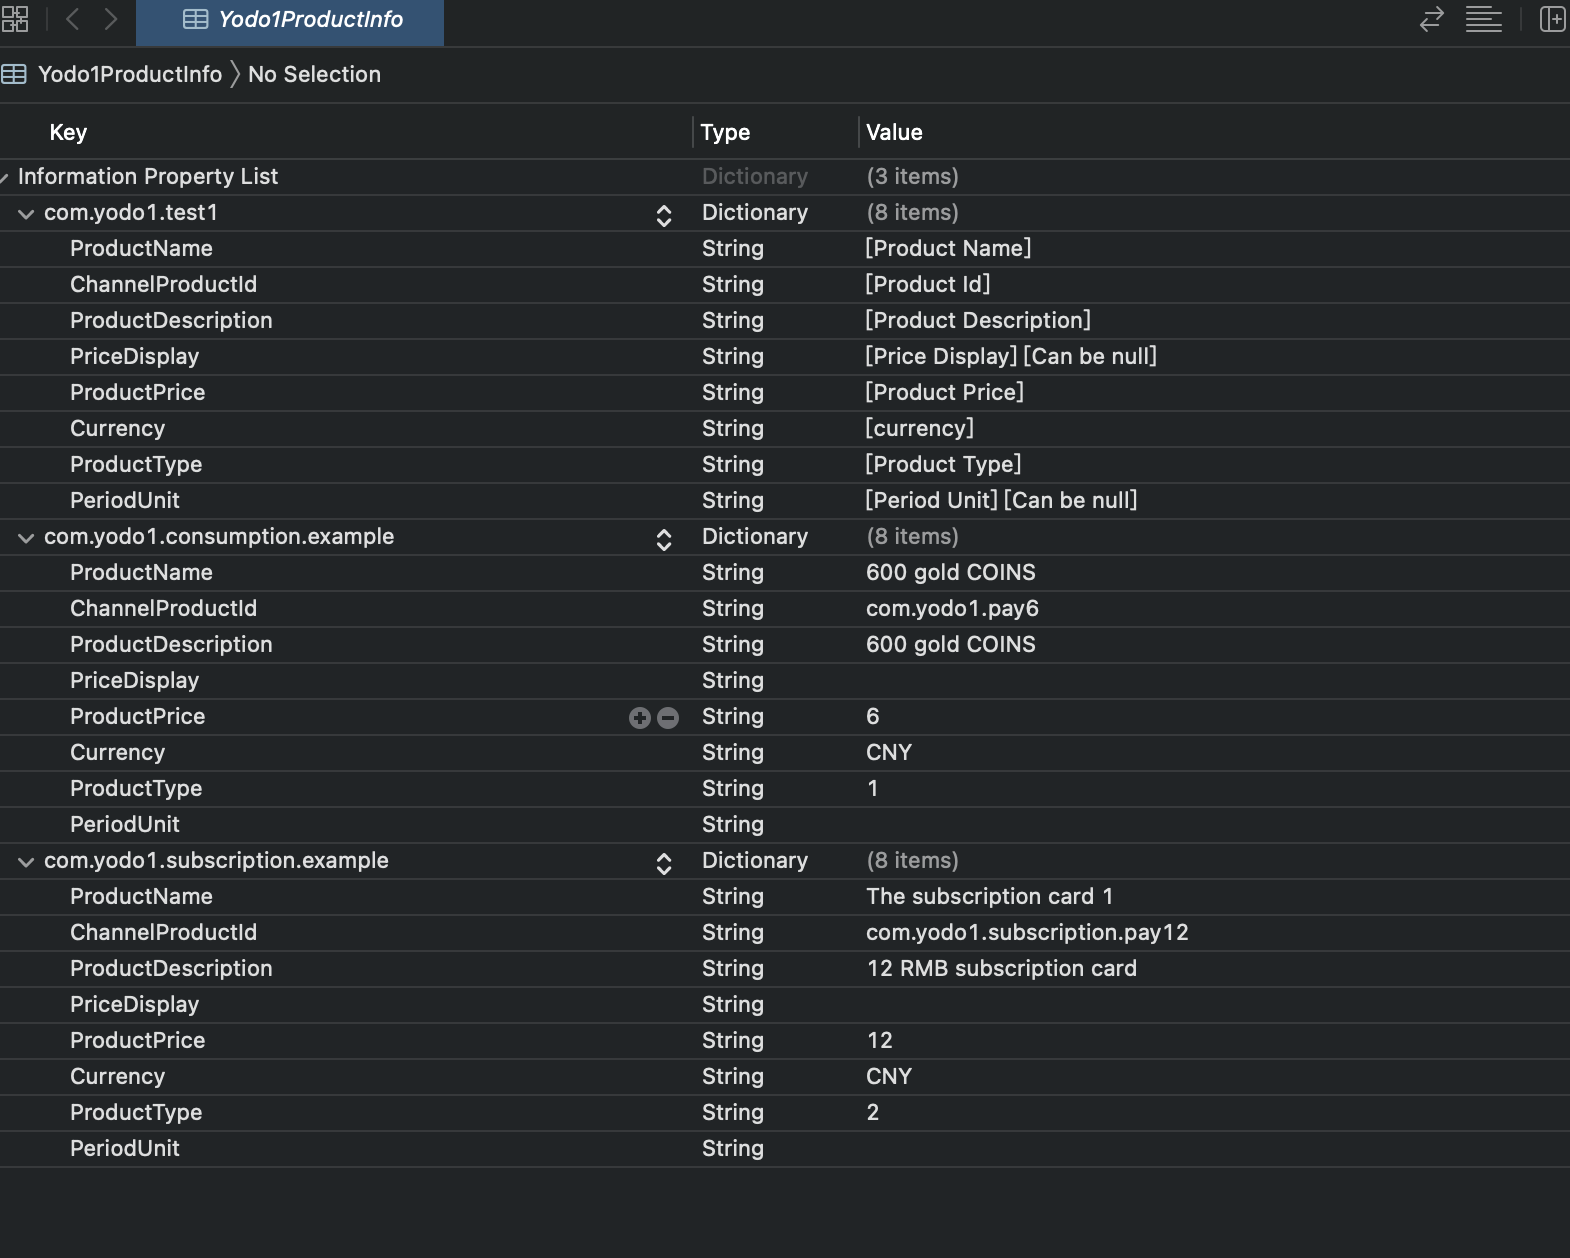 Yodo1ProductInfo
Yodo1ProductInfo 〉 No Selection
Key Type Value
Information Property List Dictionary (3 items)
com.yodo1.test1 Dictionary (8 items)
ProductName String [Product Name]
ChannelProductId String [Product Id]
ProductDescription String [Product Description]
PriceDisplay String [Price Display] [Can be null]
ProductPrice String [Product Price]
Currency String [currency]
ProductType String [Product Type]
PeriodUnit String [Period Unit] [Can be null]
com.yodo1.consumption.example Dictionary (8 items)
ProductName String 600 gold COINS
ChannelProductId String com.yodo1.pay6
ProductDescription String 600 gold COINS
PriceDisplay String
ProductPrice String 6
Currency String CNY
ProductType String 1
PeriodUnit String
com.yodo1.subscription.example Dictionary (8 items)
ProductName String The subscription card 1
ChannelProductId String com.yodo1.subscription.pay12
ProductDescription String 12 RMB subscription card
PriceDisplay String
ProductPrice String 12
Currency String CNY
ProductType String 2
PeriodUnit String